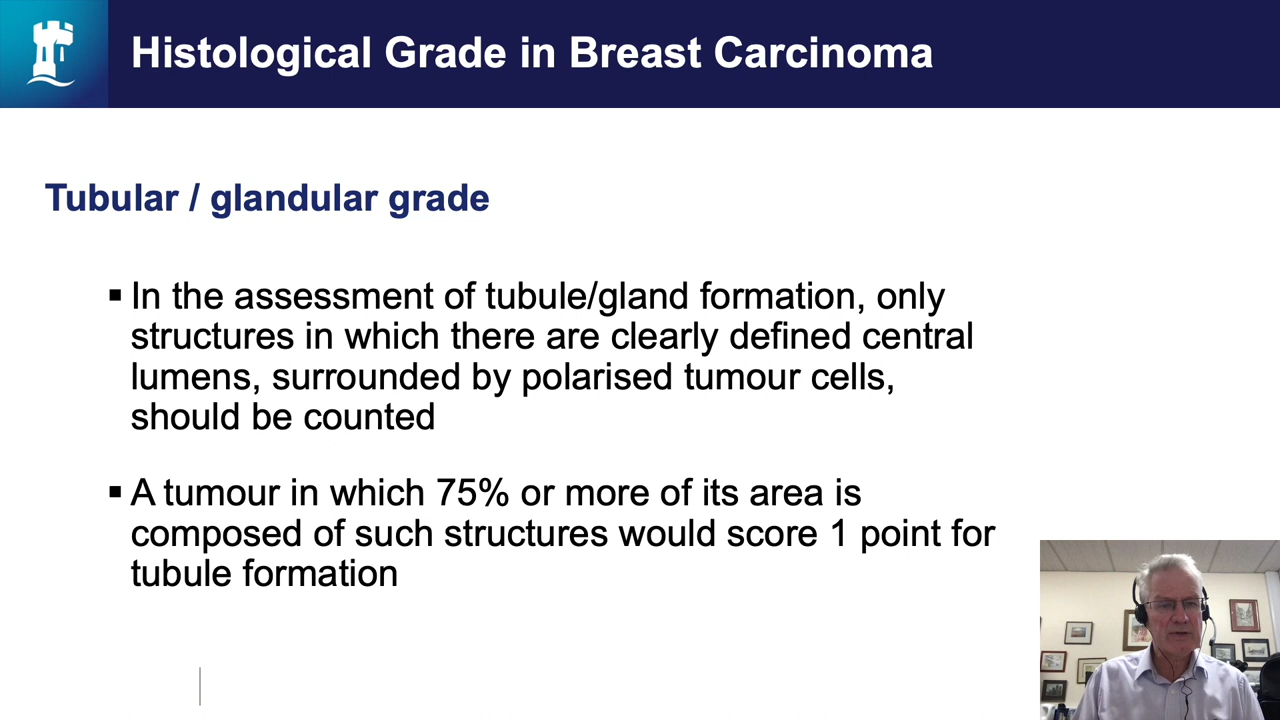 Histological Grade in Breast Carcinoma
Tubular / glandular grade
▪ In the assessment of tubule/gland formation, only
structures in which there are clearly defined central
lumens, surrounded by polarised tumour cells,
should be counted
▪ A tumour in which 75% or more of its area is
composed of such structures would score 1 point for
tubule formation